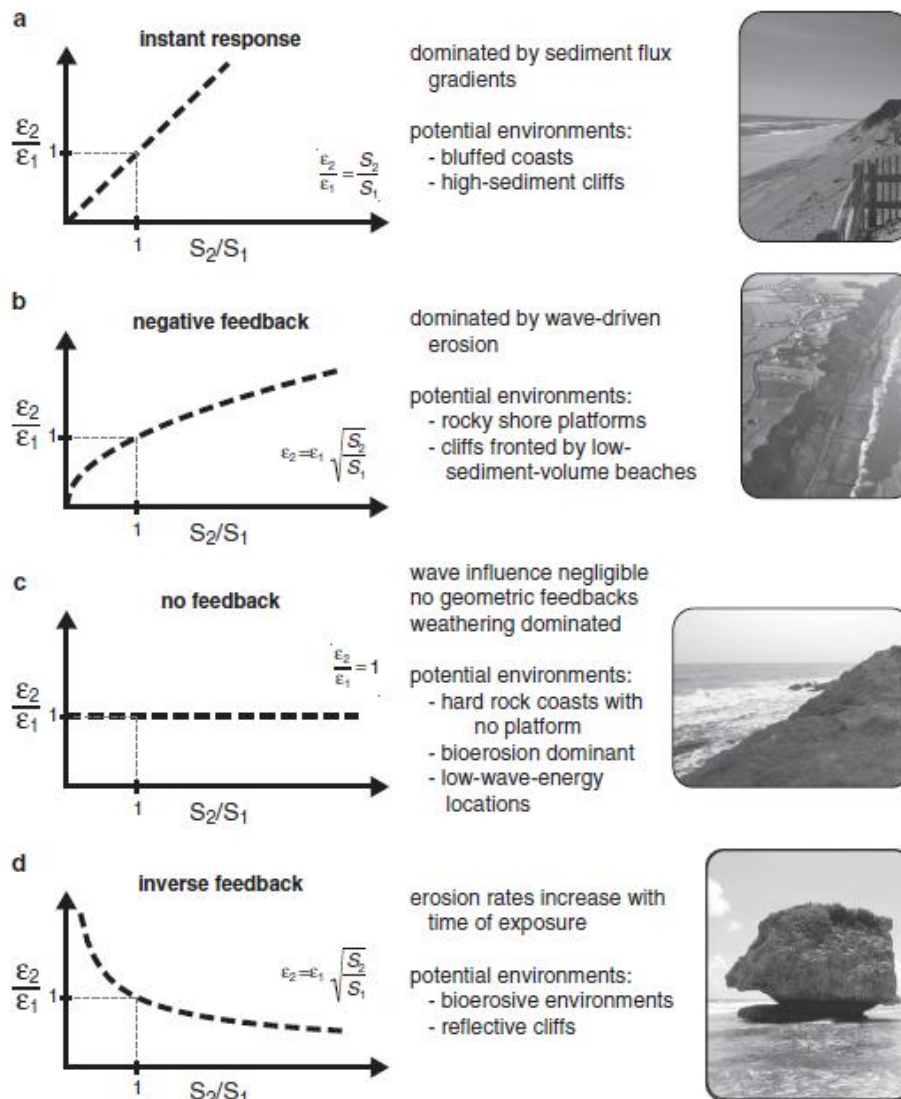 a
instant response
ε2/ε1
1
ε2/ε1 = S2/S1
1
S2/S1
dominated by sediment flux
gradients
potential environments:
- bluffed coasts
- high-sediment cliffs
b
negative feedback
ε2/ε1
1
ε2=ε1 √S2/S1
1
S2/S1
dominated by wave-driven
erosion
potential environments:
- rocky shore platforms
- cliffs fronted by low-
sediment-volume beaches
c
no feedback
ε2/ε1
1
ε2/ε1 = 1
1
S2/S1
wave influence negligible
no geometric feedbacks
weathering dominated
potential environments:
- hard rock coasts with
no platform
- bioerosion dominant
- low-wave-energy
locations
d
inverse feedback
ε2/ε1
1
ε2=ε1 √S2/S1
1
S2/S1
erosion rates increase with
time of exposure
potential environments:
- bioerosive environments
- reflective cliffs